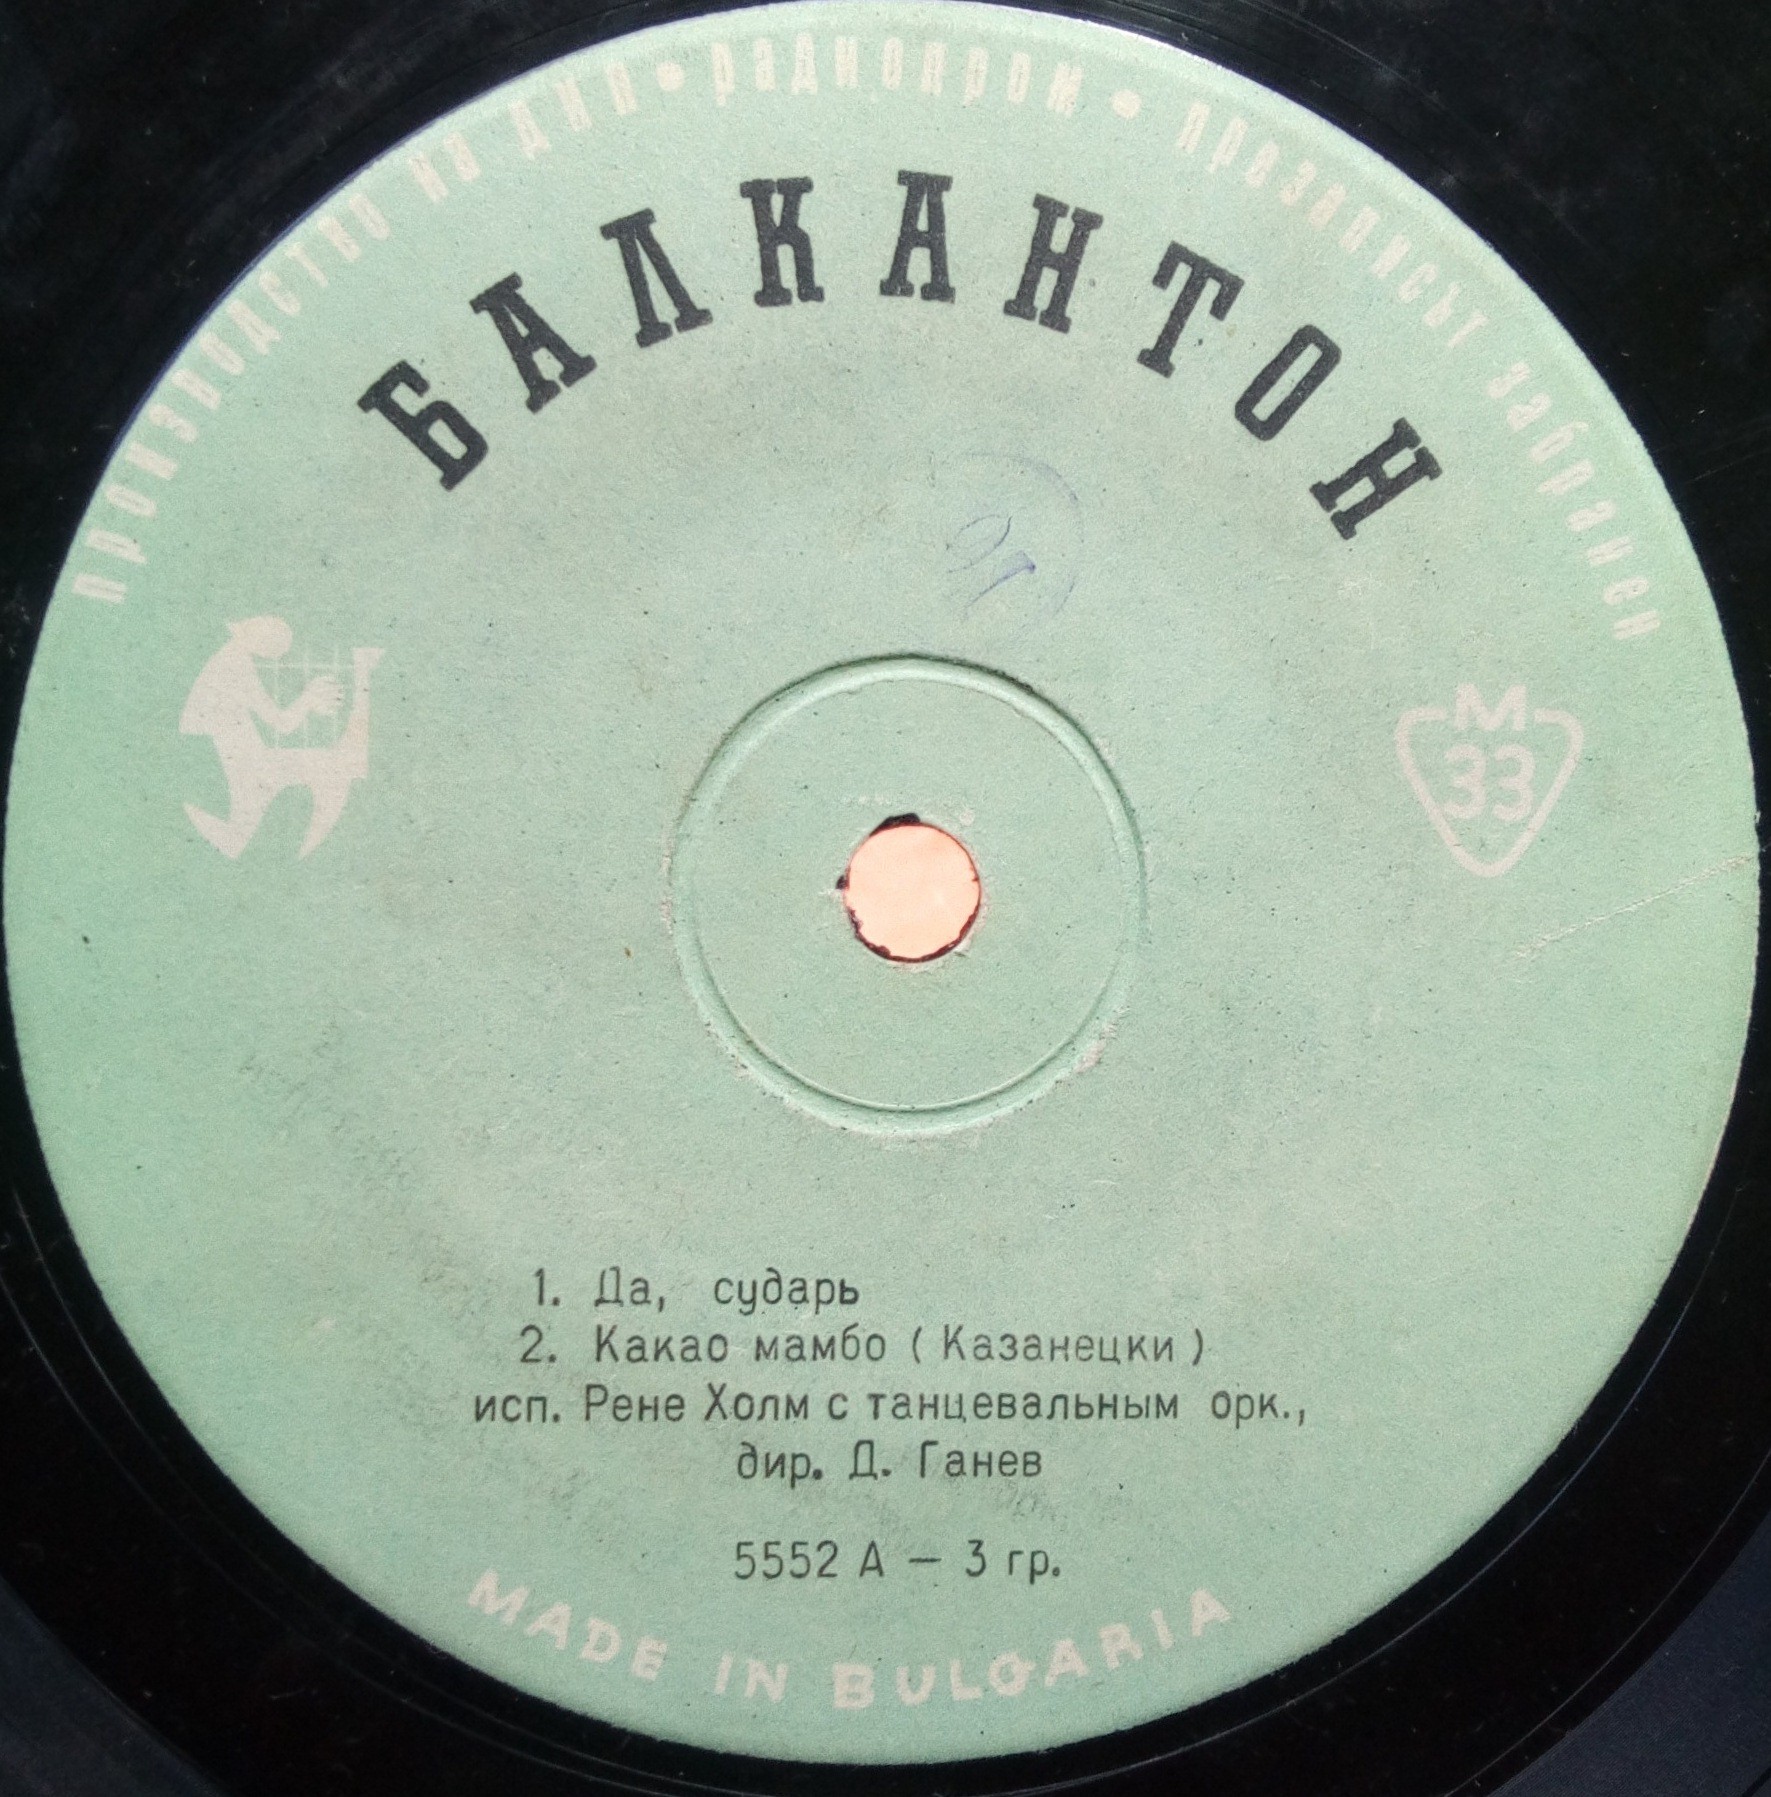 производство на дип • радиопром • презаписът забранен
БАЛКАНТОН
M
33
1. Да, сударь
2. Какао мамбо ( Казанецки )
исп. Рене Холм с танцевальным орк.,
дир. Д. Ганев
5552 А — 3 гр.
MADE IN BULGARIA